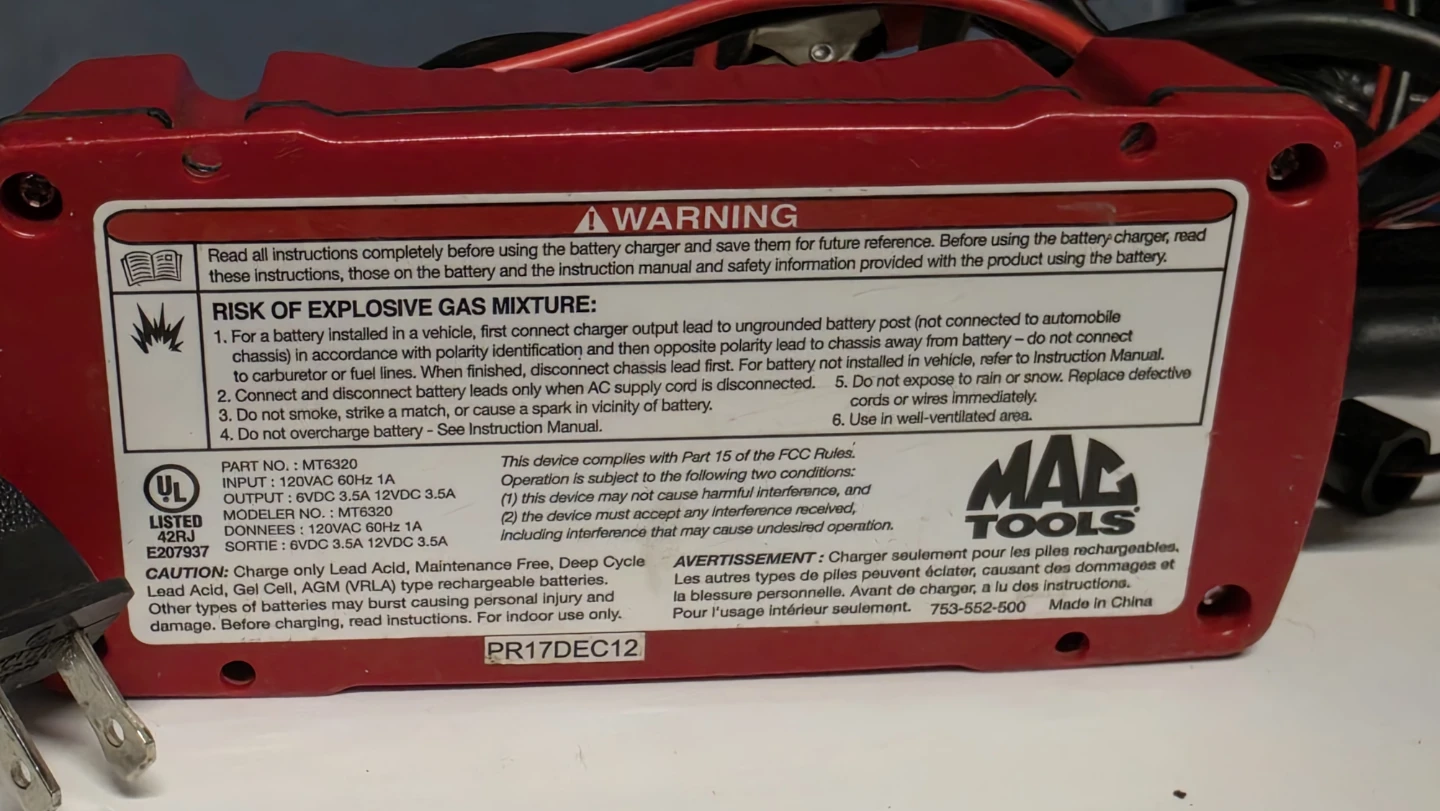 WARNING
Read all instructions completely before using the battery charger and save them for future reference. Before using the battery charger, read
these instructions, those on the battery and the instruction manual and safety information provided with the product using the battery.
RISK OF EXPLOSIVE GAS MIXTURE:
1. For a battery installed in a vehicle, first connect charger output lead to ungrounded battery post (not connected to automobile
chassis) in accordance with polarity identification and then opposite polarity lead to chassis away from battery – do not connect
to carburetor or fuel lines. When finished, disconnect chassis lead first. For battery not installed in vehicle, refer to Instruction Manual.
2. Connect and disconnect battery leads only when AC supply cord is disconnected.
3. Do not smoke, strike a match, or cause a spark in vicinity of battery.
4. Do not overcharge battery - See Instruction Manual.
5. Do not expose to rain or snow. Replace defective
cords or wires immediately.
6. Use in well-ventilated area.
UL
LISTED
42RJ
E207937
PART NO. : MT6320
INPUT : 120VAC 60Hz 1A
OUTPUT : 6VDC 3.5A 12VDC 3.5A
MODELER NO. : MT6320
DONNEES : 120VAC 60Hz 1A
SORTIE : 6VDC 3.5A 12VDC 3.5A
This device complies with Part 15 of the FCC Rules.
Operation is subject to the following two conditions:
(1) this device may not cause harmful interference, and
(2) the device must accept any interference received,
including interference that may cause undesired operation.
MAC
TOOLS
CAUTION: Charge only Lead Acid, Maintenance Free, Deep Cycle
Lead Acid, Gel Cell, AGM (VRLA) type rechargeable batteries.
Other types of batteries may burst causing personal injury and
damage. Before charging, read instuctions. For indoor use only.
AVERTISSEMENT : Charger seulement pour les piles rechargeables,
Les autres types de piles peuvent éclater, causant des dommages et
la blessure personnelle. Avant de charger, a lu des instructions.
Pour l'usage intérieur seulement. 753-552-500 Made in China
PR17DEC12